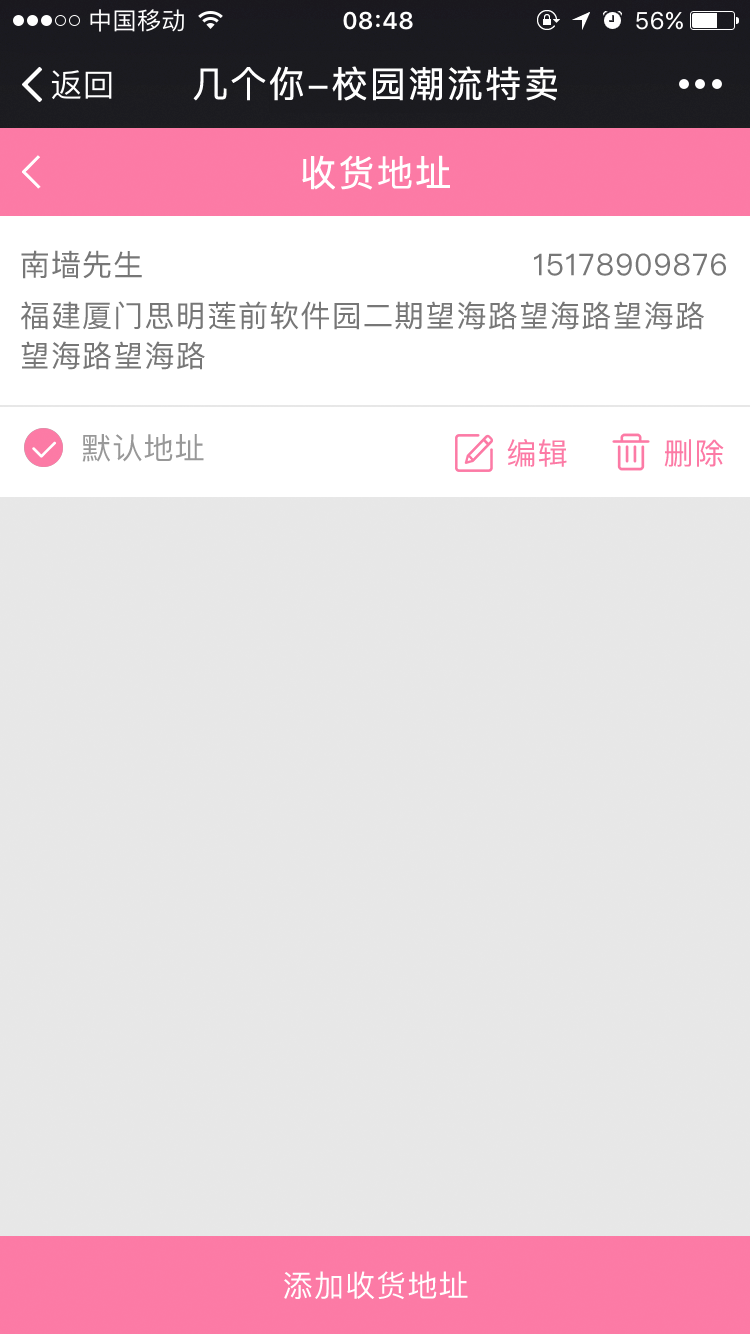 中国移动 08:48 56%
返回 几个你-校园潮流特卖
收货地址
南墙先生 15178909876
福建厦门思明莲前软件园二期望海路望海路望海路
望海路望海路
默认地址 编辑 删除
添加收货地址